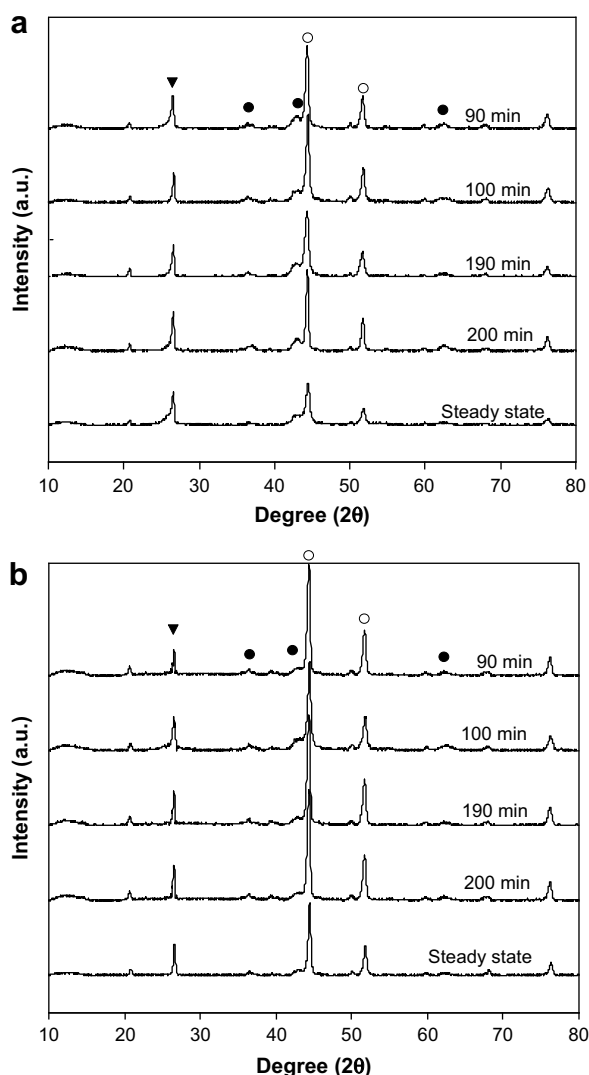 a
90 min
100 min
190 min
200 min
Steady state
Intensity (a.u.)
10 20 30 40 50 60 70 80
Degree (2θ)
b
90 min
100 min
190 min
200 min
Steady state
Intensity (a.u.)
10 20 30 40 50 60 70 80
Degree (2θ)